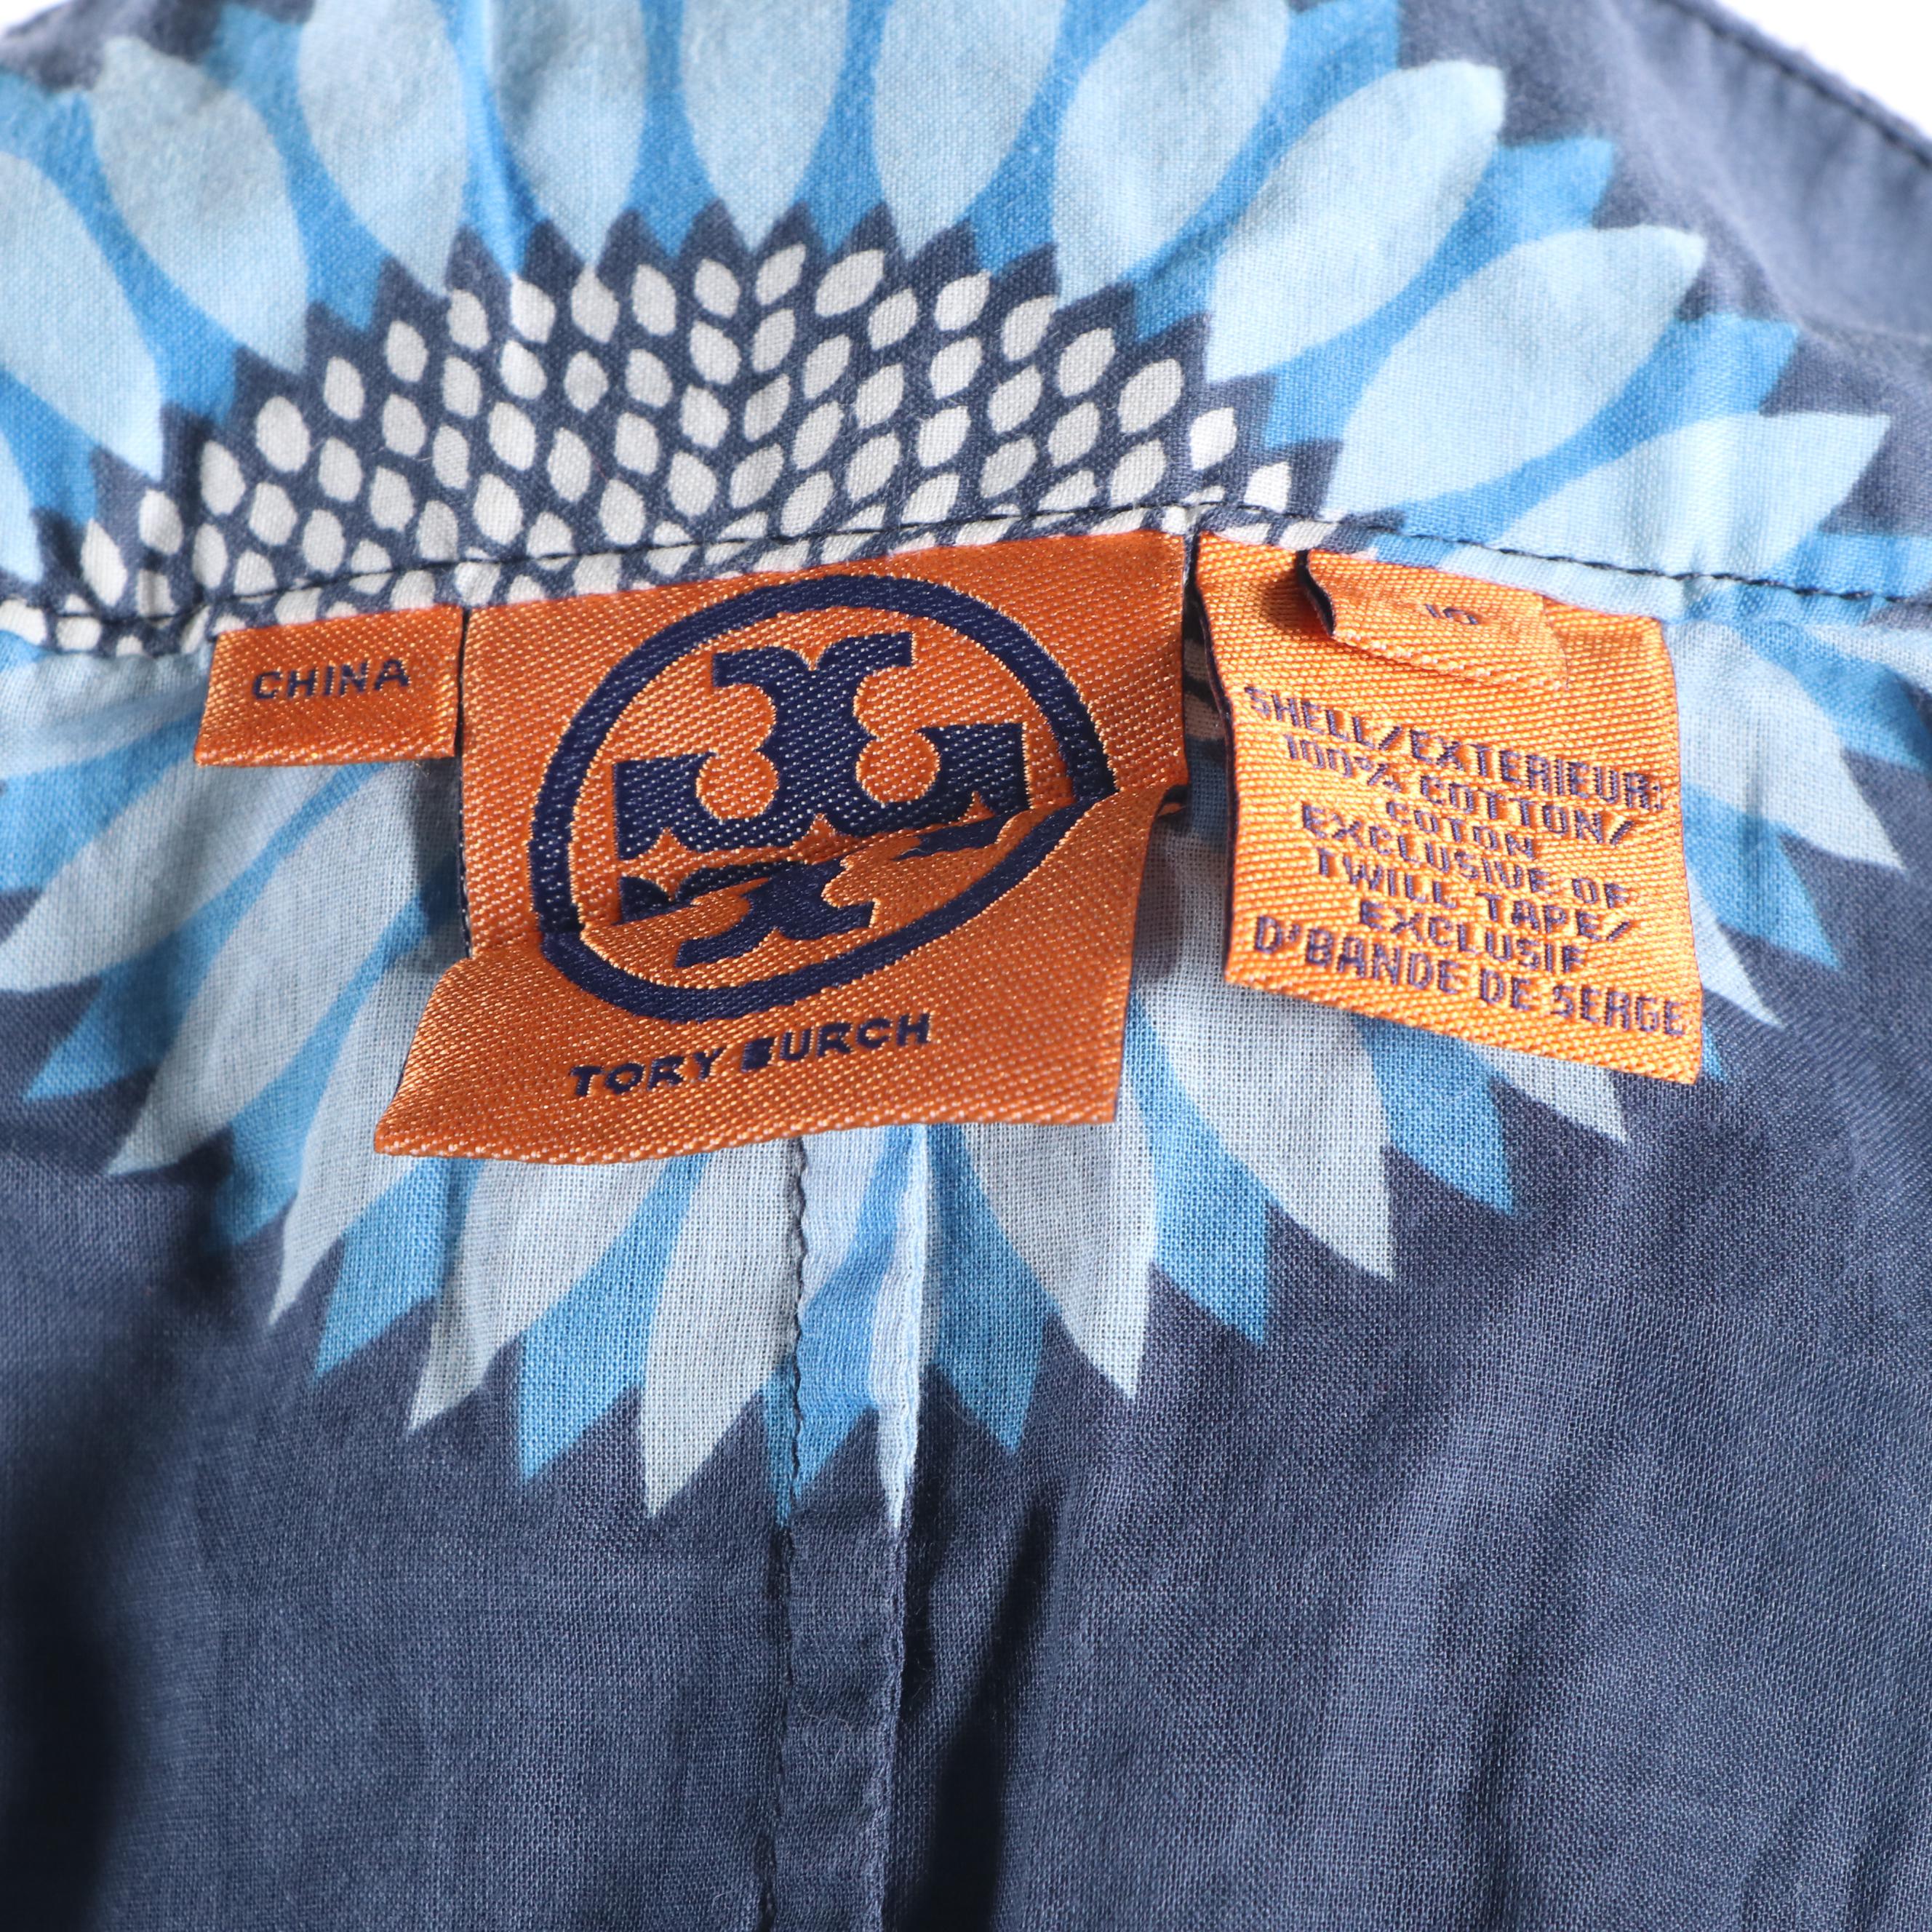 CHINA
TORY BURCH
SHELL/EXTERIEUR:
100% COTTON/
COTON
EXCLUSIVE OF
TWILL TAPE/
EXCLUSIF
D'BANDE DE SERGE